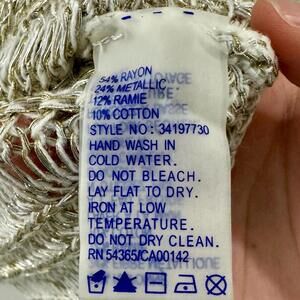 54% RAYON
24% METALLIC
12% RAMIE
10% COTTON
STYLE NO: 34197730
HAND WASH IN
COLD WATER.
DO NOT BLEACH.
LAY FLAT TO DRY.
IRON AT LOW
TEMPERATURE.
DO NOT DRY CLEAN.
RN 54365/CA00142